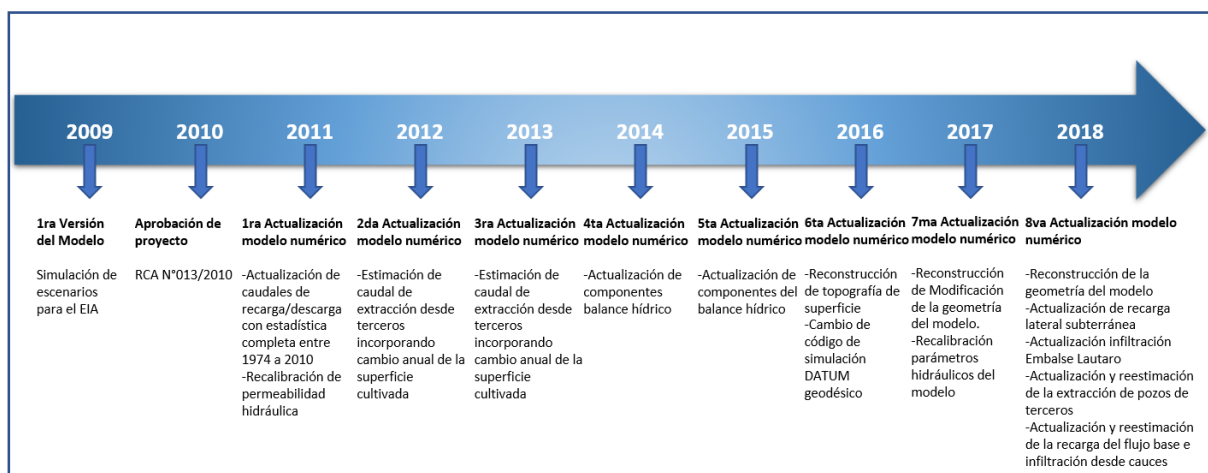 2009
2010
2011
2012
2013
2014
2015
2016
2017
2018
1ra Versión
del Modelo
Simulación de
escenarios
para el EIA
Aprobación de
proyecto
RCA N°013/2010
1ra Actualización
modelo numérico
-Actualización de
caudales de
recarga/descarga
con estadística
completa entre
1974 a 2010
-Recalibración de
permeabilidad
hidráulica
2da Actualización
modelo numérico
-Estimación de
caudal de
extracción desde
terceros
incorporando
cambio anual de la
superficie
cultivada
3ra Actualización
modelo numérico
-Estimación de
caudal de
extracción desde
terceros
incorporando
cambio anual de la
superficie
cultivada
4ta Actualización
modelo numérico
-Actualización de
componentes
balance hídrico
5ta Actualización
modelo numérico
-Actualización de
componentes del
balance hídrico
6ta Actualización
modelo numérico
-Reconstrucción
de topografía de
superficie
-Cambio de
código de
simulación
DATUM
geodésico
7ma Actualización
modelo numérico
-Reconstrucción
de Modificación
de la geometría
del modelo.
-Recalibración
parámetros
hidráulicos del
modelo
8va Actualización modelo
numérico
-Reconstrucción de la
geometría del modelo
-Actualización de recarga
lateral subterránea
-Actualización infiltración
Embalse Lautaro
-Actualización y reestimación
de la extracción de pozos de
terceros
-Actualización y reestimación
de la recarga del flujo base e
infiltración desde cauces